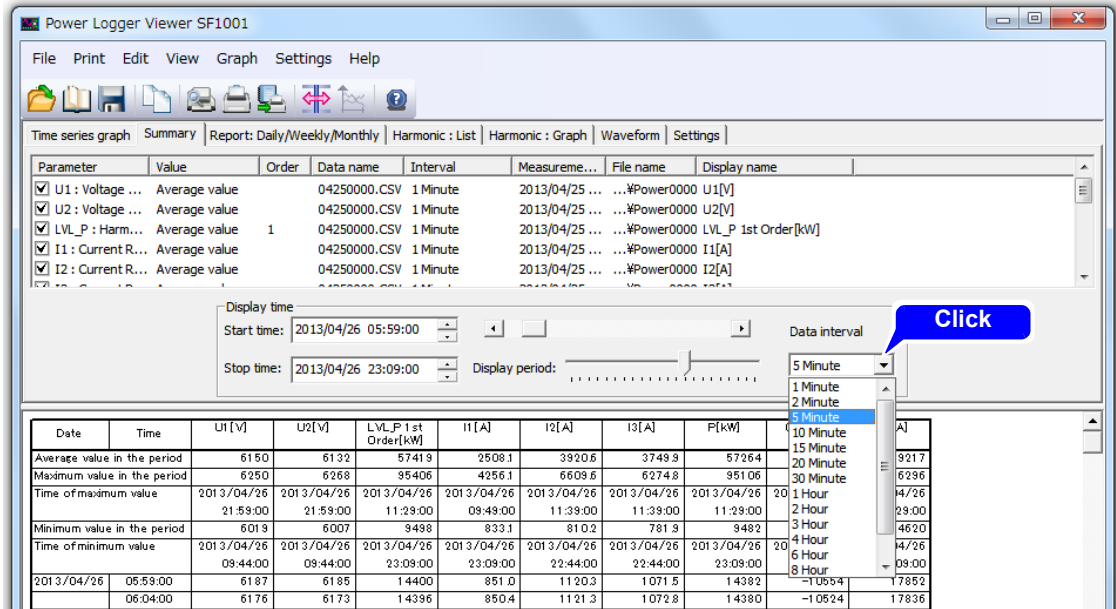 Power Logger Viewer SF1001
File Print Edit View Graph Settings Help
Time series graph Summary Report: Daily/Weekly/Monthly Harmonic : List Harmonic : Graph Waveform Settings
Parameter Value Order Data name Interval Measureme... File name Display name
U1 : Voltage ... Average value 04250000.CSV 1 Minute 2013/04/25 ... ...¥Power0000 U1[V]
U2 : Voltage ... Average value 04250000.CSV 1 Minute 2013/04/25 ... ...¥Power0000 U2[V]
LVL_P : Harm... Average value 1 04250000.CSV 1 Minute 2013/04/25 ... ...¥Power0000 LVL_P 1st Order[kW]
I1 : Current R... Average value 04250000.CSV 1 Minute 2013/04/25 ... ...¥Power0000 I1[A]
I2 : Current R... Average value 04250000.CSV 1 Minute 2013/04/25 ... ...¥Power0000 I2[A]
Display time
Click
Start time: 2013/04/26 05:59:00 Data interval
Stop time: 2013/04/26 23:09:00 Display period: 5 Minute
1 Minute
2 Minute
5 Minute
10 Minute
15 Minute
20 Minute
30 Minute
1 Hour
2 Hour
3 Hour
4 Hour
6 Hour
8 Hour
Date Time U1[V] U2[V] LVL_P 1st Order[kW] I1[A] I2[A] I3[A] P[kW] A]
Average value in the period 6150 6132 57419 2508.1 3920.6 3749.9 57264 9217
Maximum value in the period 6250 6268 95406 4256.1 6609.6 6274.8 95106 6296
Time of maximum value 2013/04/26 2013/04/26 2013/04/26 2013/04/26 2013/04/26 2013/04/26 2013/04/26 20 04/26
21:59:00 21:59:00 11:29:00 09:49:00 11:39:00 11:39:00 11:29:00 29:00
Minimum value in the period 6019 6007 9498 833.1 810.2 781.9 9482 4620
Time of minimum value 2013/04/26 2013/04/26 2013/04/26 2013/04/26 2013/04/26 2013/04/26 2013/04/26 20 04/26
09:44:00 09:44:00 23:09:00 23:09:00 22:44:00 22:44:00 23:09:00 09:00
2013/04/26 05:59:00 6187 6185 14400 851.0 1120.3 1071.5 14382 -10554 17852
06:04:00 6176 6173 14396 850.4 1121.3 1072.8 14380 -10524 17836